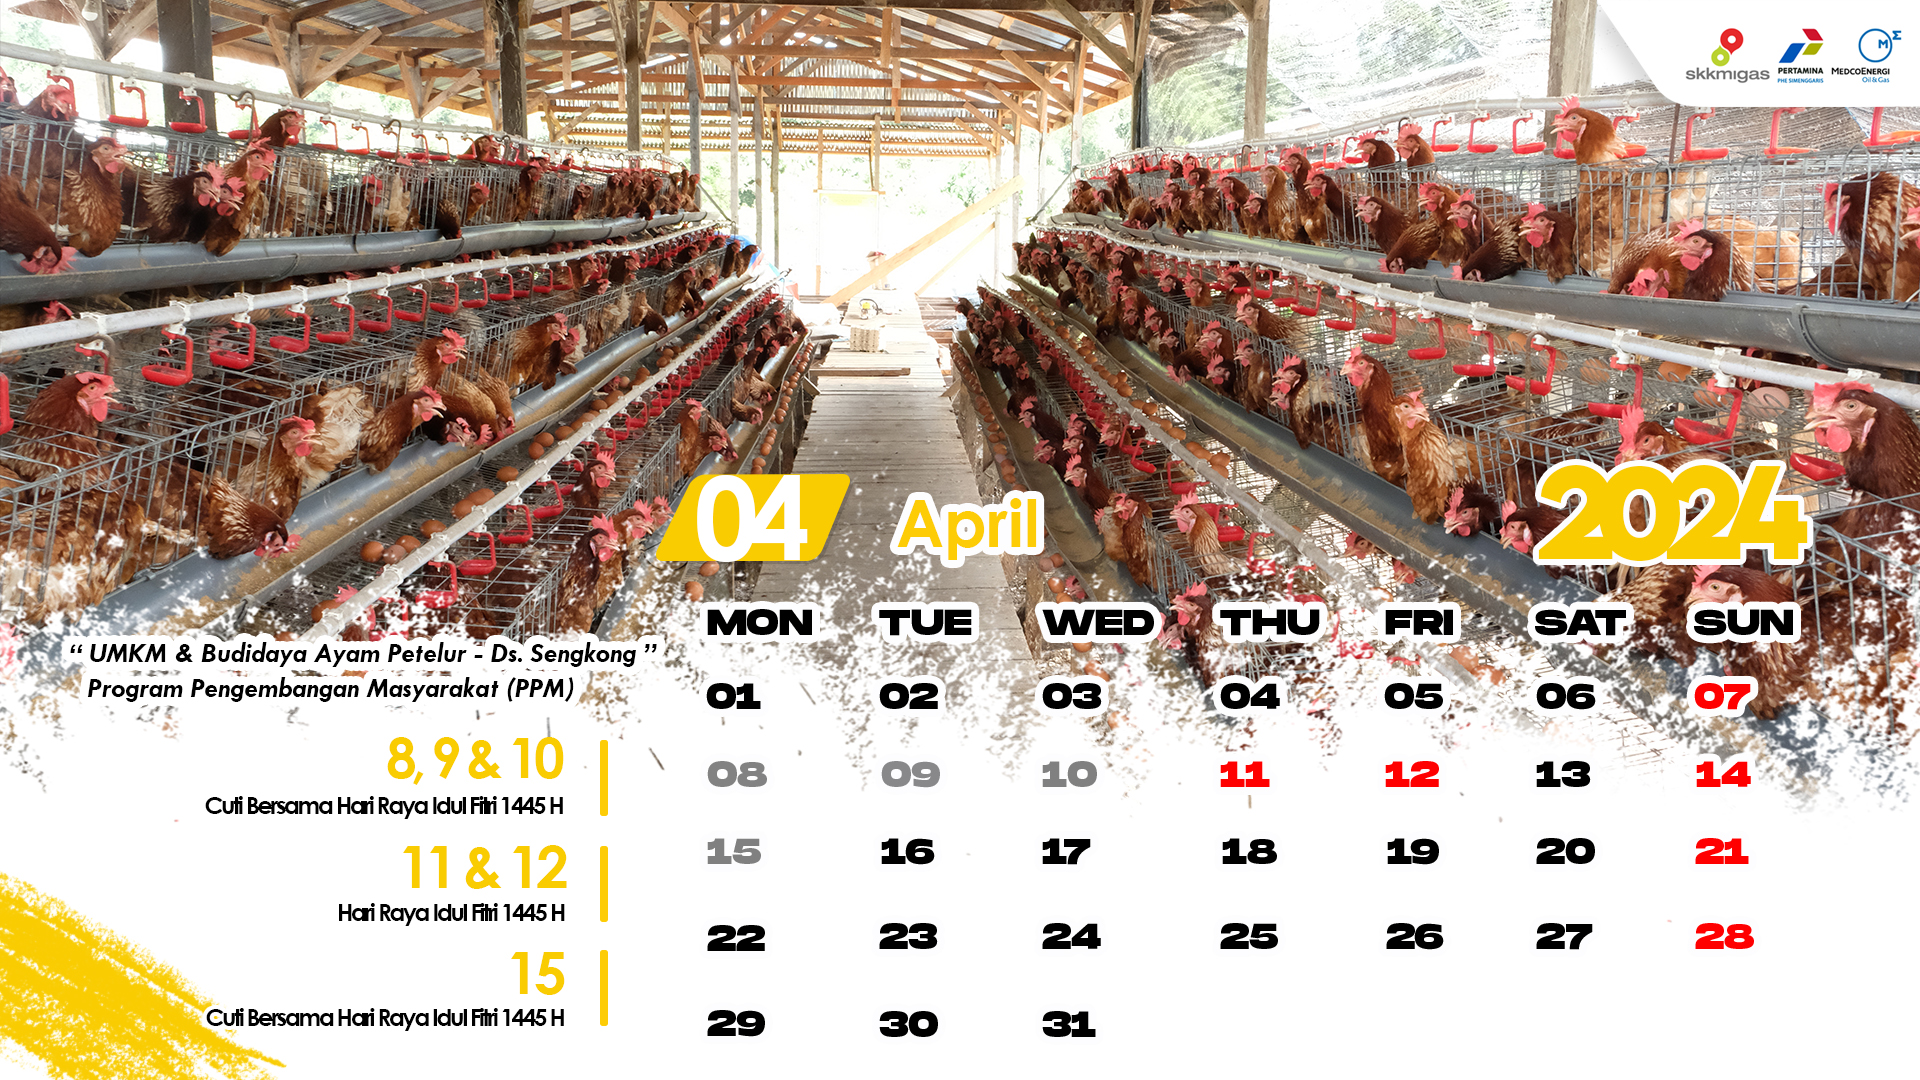 skkmigas
PERTAMINA
PHE SIMENGGARIS
MEDCOENERGI
Oil & Gas
04 April 2024
MON TUE WED THU FRI SAT SUN
“ UMKM & Budidaya Ayam Petelur - Ds. Sengkong ”
Program Pengembangan Masyarakat (PPM)
01 02 03 04 05 06 07
08 09 10 11 12 13 14
15 16 17 18 19 20 21
22 23 24 25 26 27 28
29 30 31
8, 9 & 10
Cuti Bersama Hari Raya Idul Fitri 1445 H
11 & 12
Hari Raya Idul Fitri 1445 H
15
Cuti Bersama Hari Raya Idul Fitri 1445 H